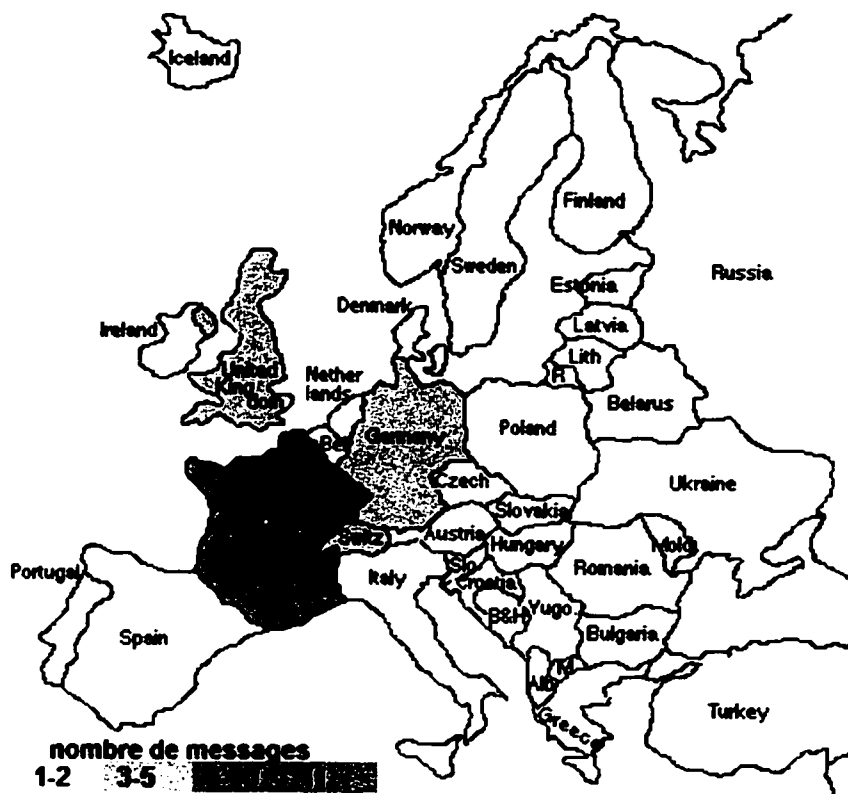 Iceland
Norway
Finland
Sweden
Russia
Estonia
Denmark
Latvia
Ireland
Lith
United
King
dom
Nether
lands
R
Belarus
Bel
Germany
Poland
Czech
Ukraine
Slovakia
Switz
Austria
Hungary
Mold
Portugal
Italy
Slo
Croatia
Romania
Spain
B&H
Yugo
Bulgaria
M
Alb
Greece
Turkey
nombre de messages
1-2 3-5